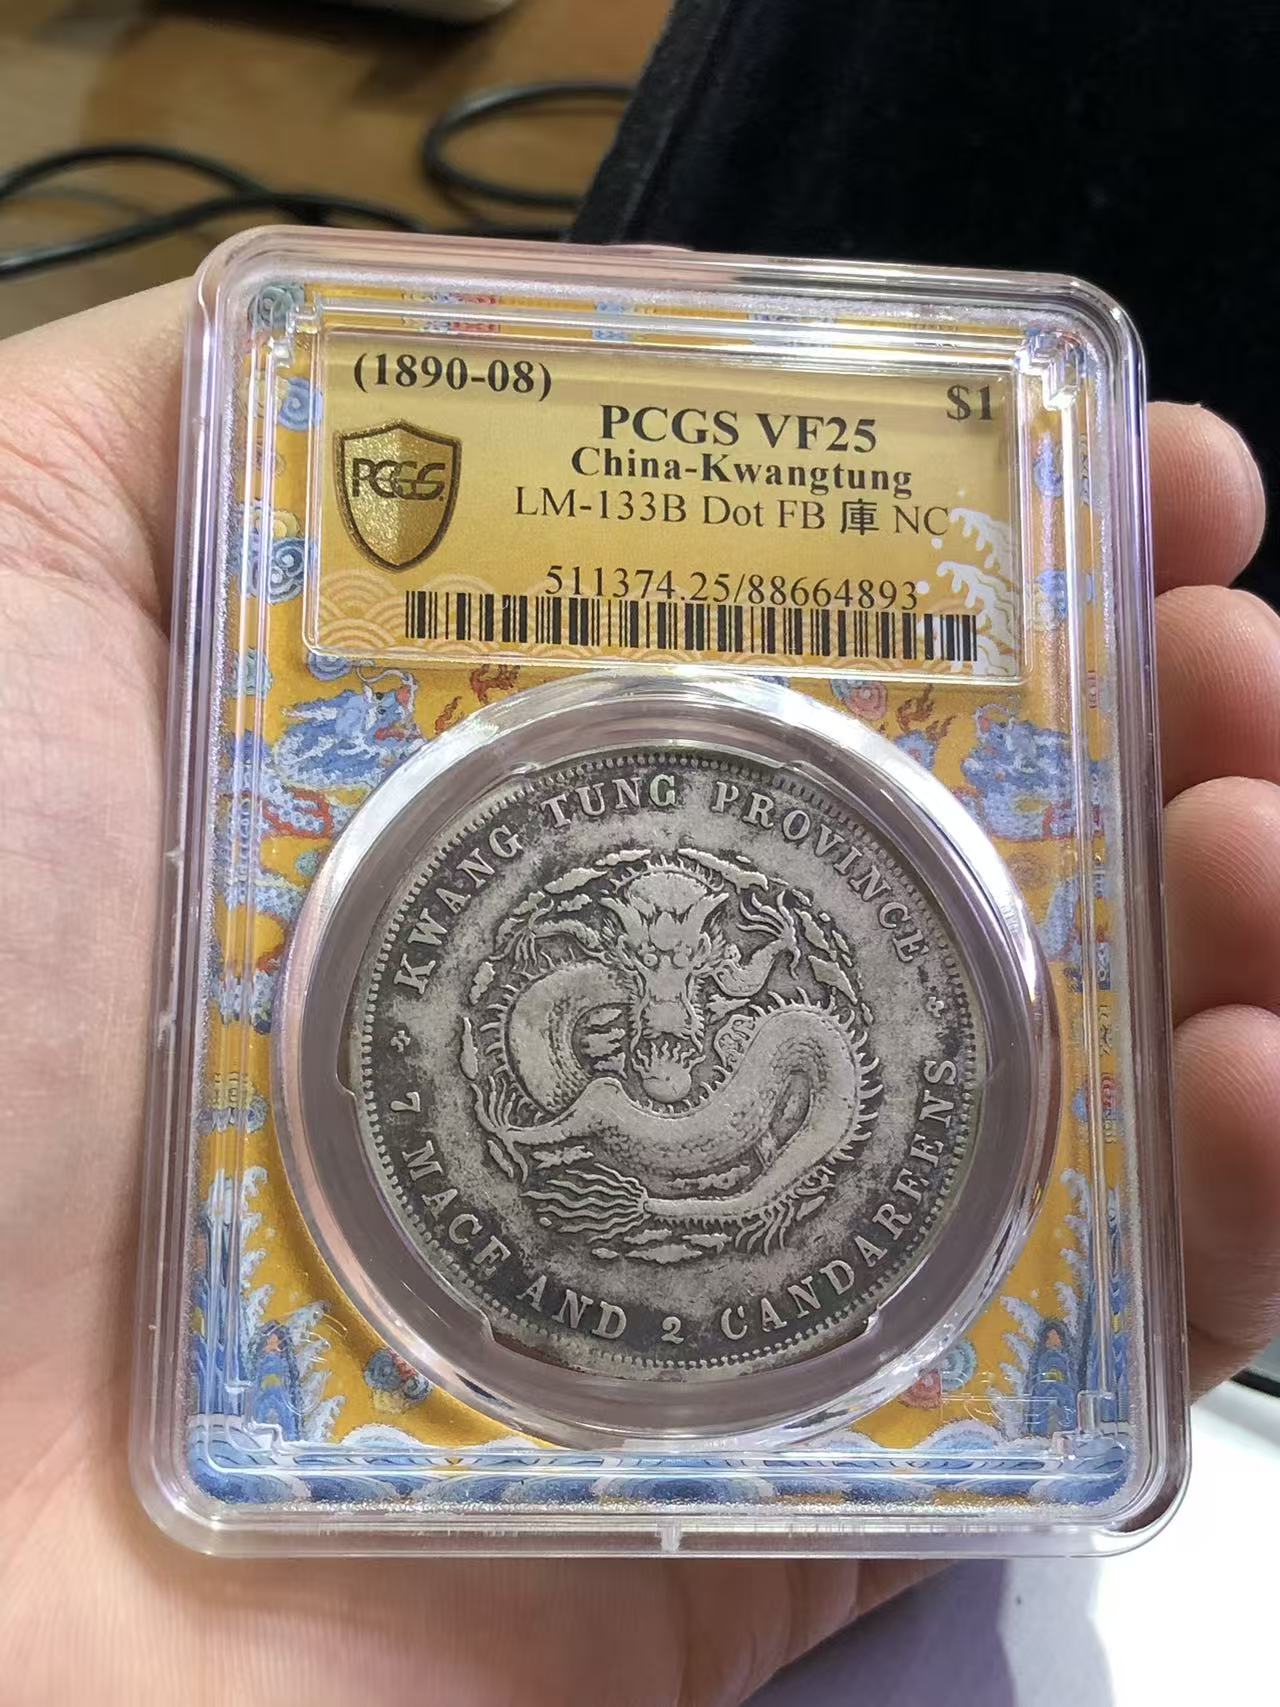 (1890-08)
$1
PCGS VF25
China-Kwangtung
LM-133B Dot FB 庫 NC
PCGS
511374.25/88664893
KWANG TUNG PROVINCE
7 MACE AND 2 CANDAREENS